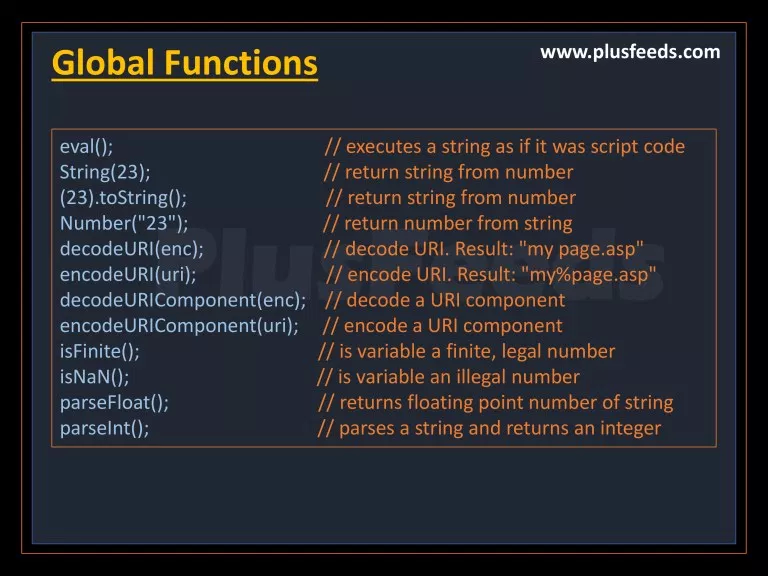 Global Functions
www.plusfeeds.com
eval(); // executes a string as if it was script code
String(23); // return string from number
(23).toString(); // return string from number
Number("23"); // return number from string
decodeURI(enc); // decode URI. Result: "my page.asp"
encodeURI(uri); // encode URI. Result: "my%page.asp"
decodeURIComponent(enc); // decode a URI component
encodeURIComponent(uri); // encode a URI component
isFinite(); // is variable a finite, legal number
isNaN(); // is variable an illegal number
parseFloat(); // returns floating point number of string
parseInt(); // parses a string and returns an integer
PlusFeeds